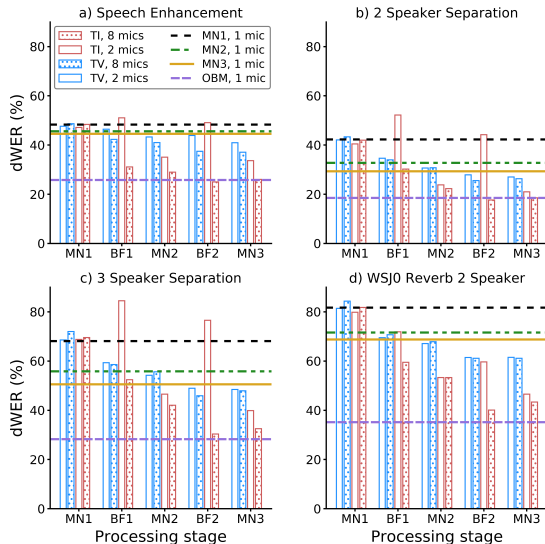 a) Speech Enhancement
b) 2 Speaker Separation
dWER (%)
80
60
40
20
0
TI, 8 mics
TI, 2 mics
TV, 8 mics
TV, 2 mics
MN1, 1 mic
MN2, 1 mic
MN3, 1 mic
OBM, 1 mic
MN1 BF1 MN2 BF2 MN3
80
60
40
20
0
MN1 BF1 MN2 BF2 MN3
c) 3 Speaker Separation
d) WSJ0 Reverb 2 Speaker
dWER (%)
80
60
40
20
0
MN1 BF1 MN2 BF2 MN3
Processing stage
80
60
40
20
0
MN1 BF1 MN2 BF2 MN3
Processing stage